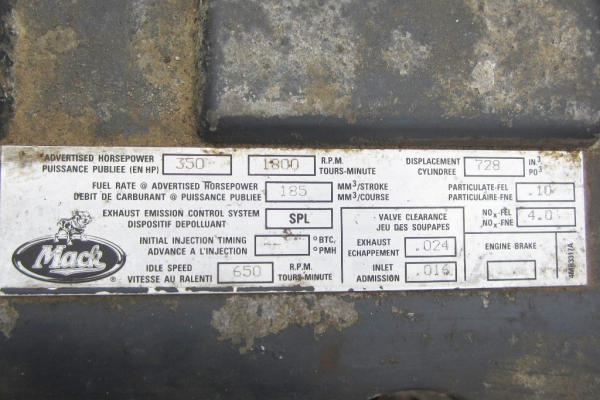 ADVERTISED HORSEPOWER 350 1800 R.P.M. DISPLACEMENT 728 IN³
PUISSANCE PUBLIEE (EN HP) TOURS-MINUTE CYLINDREE PO³
FUEL RATE @ ADVERTISED HORSEPOWER 185 MM³/STROKE PARTICULATE-FEL .10
DEBIT DE CARBURANT @ PUISSANCE PUBLIEE MM³/COURSE PARTICULAIRE-FNE
EXHAUST EMISSION CONTROL SYSTEM SPL VALVE CLEARANCE NOx-FEL 4.0
DISPOSITIF DEPOLLUANT JEU DES SOUPAPES NOx-FNE
INITIAL INJECTION TIMING ° BTC. EXHAUST .024 ENGINE BRAKE
AVANCE A L'INJECTION ° PMH ECHAPPEMENT
IDLE SPEED 650 R.P.M. INLET .016
VITESSE AU RALENTI TOURS-MINUTE ADMISSION
Mack ®
4MB3317A